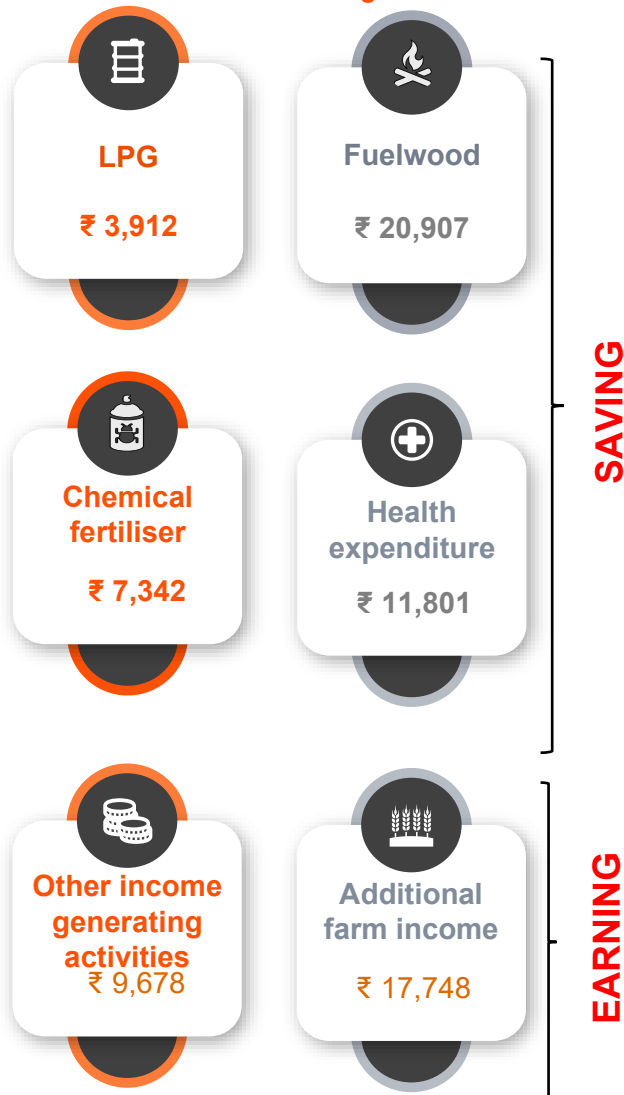 LPG
₹ 3,912
Fuelwood
₹ 20,907
Chemical
fertiliser
₹ 7,342
Health
expenditure
₹ 11,801
SAVING
Other income
generating
activities
₹ 9,678
Additional
farm income
₹ 17,748
EARNING